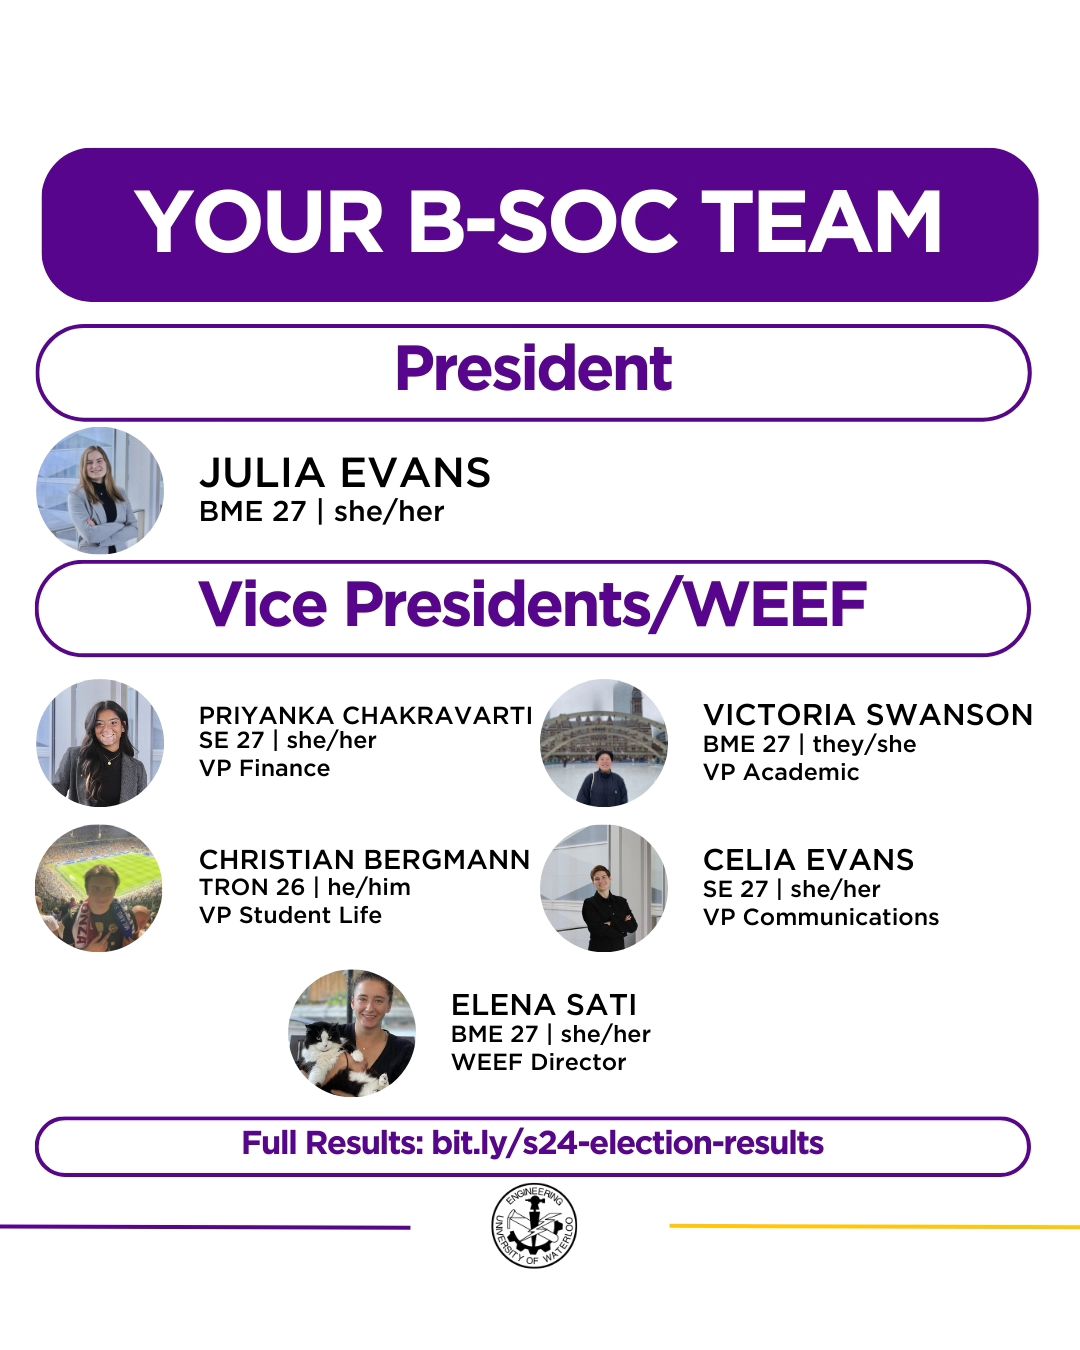 YOUR B-SOC TEAM
President
JULIA EVANS
BME 27 | she/her
Vice Presidents/WEEF
PRIYANKA CHAKRAVARTI
SE 27 | she/her
VP Finance
VICTORIA SWANSON
BME 27 | they/she
VP Academic
CHRISTIAN BERGMANN
TRON 26 | he/him
VP Student Life
CELIA EVANS
SE 27 | she/her
VP Communications
ELENA SATI
BME 27 | she/her
WEEF Director
Full Results: bit.ly/s24-election-results
ENGINEERING
UNIVERSITY OF WATERLOO